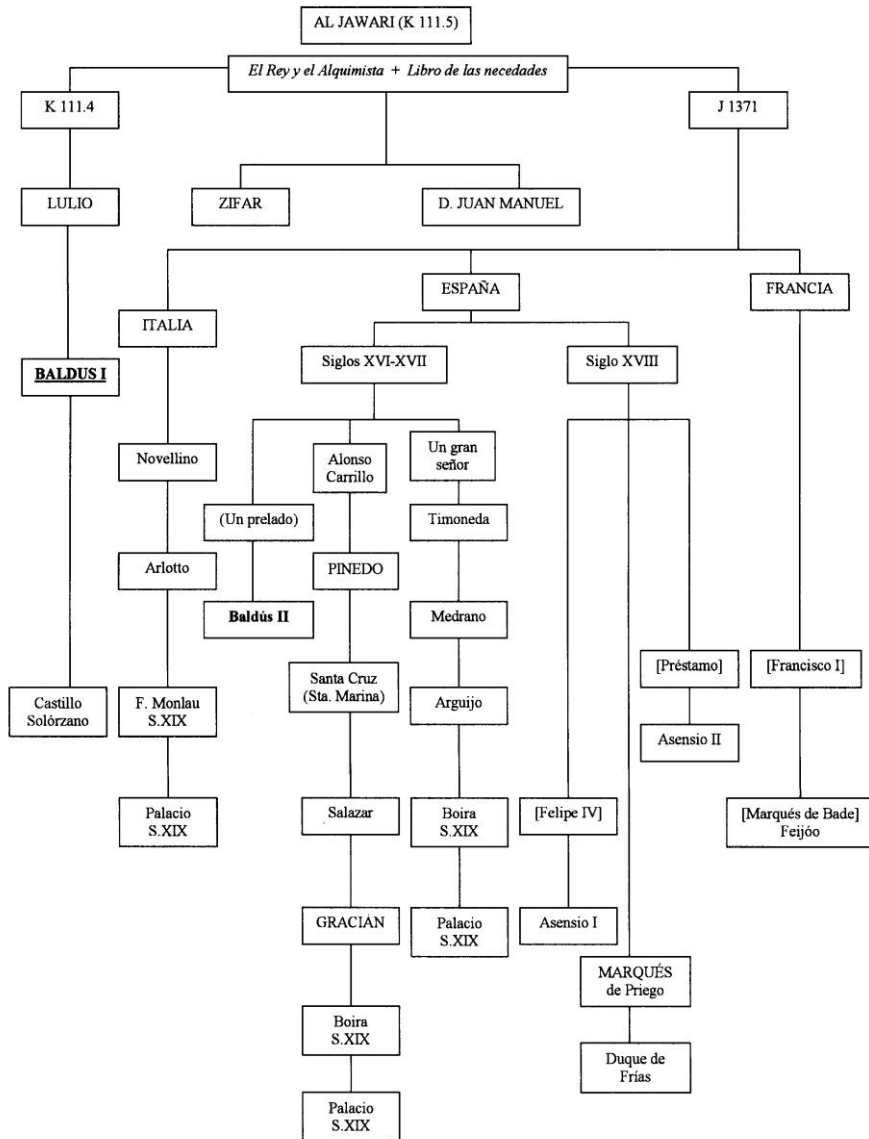 AL JAWARI (K 111.5)
El Rey y el Alquimista + Libro de las necedades
K 111.4
J 1371
LULIO
ZIFAR
D. JUAN MANUEL
ESPAÑA
FRANCIA
ITALIA
BALDUS I
Siglos XVI-XVII
Siglo XVIII
Novellino
Alonso
Carrillo
Un gran
señor
(Un prelado)
Timoneda
Arlotto
PINEDO
Baldús II
Medrano
Castillo
Solórzano
F. Monlau
S.XIX
Santa Cruz
(Sta. Marina)
Arguijo
[Préstamo]
[Francisco I]
Asensio II
Palacio
S.XIX
Salazar
Boira
S.XIX
[Felipe IV]
[Marqués de Bade]
Feijóo
GRACIÁN
Palacio
S.XIX
Asensio I
MARQUÉS
de Priego
Boira
S.XIX
Duque de
Frías
Palacio
S.XIX